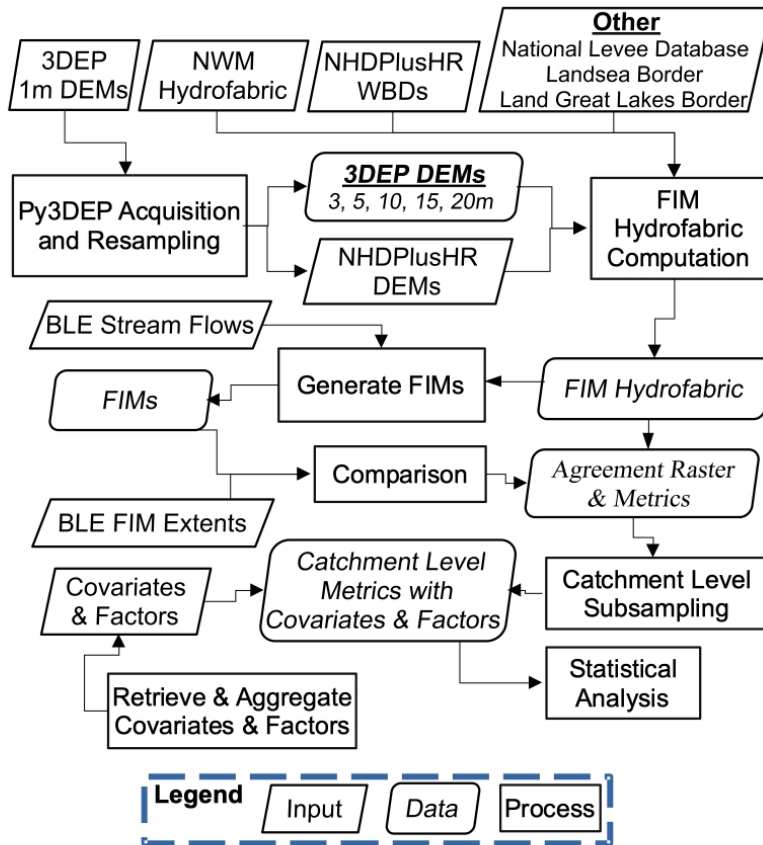 3DEP
1m DEMs
NWM
Hydrofabric
NHDPlusHR
WBDs
Other
National Levee Database
Landsea Border
Land Great Lakes Border
Py3DEP Acquisition
and Resampling
3DEP DEMs
3, 5, 10, 15, 20m
NHDPlusHR
DEMs
FIM
Hydrofabric
Computation
BLE Stream Flows
FIMs
Generate FIMs
FIM Hydrofabric
Comparison
Agreement Raster
& Metrics
BLE FIM Extents
Covariates
& Factors
Catchment Level
Metrics with
Covariates & Factors
Catchment Level
Subsampling
Retrieve & Aggregate
Covariates & Factors
Statistical
Analysis
Legend
Input
Data
Process